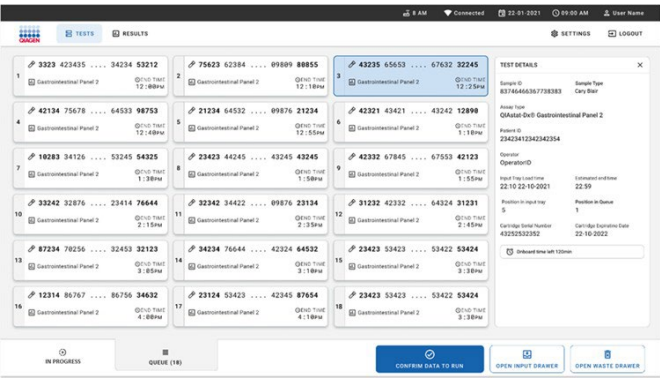 8 AM Connected 22-01-2021 09:00 AM User Name
QIAGEN TESTS RESULTS SETTINGS LOGOUT
1 3323 423435 .... 34234 53212
Gastrointestinal Panel 2 END TIME 12:00PM
2 75623 62384 .... 09809 80855
Gastrointestinal Panel 2 END TIME 12:10PM
3 43235 65653 .... 67632 32245
Gastrointestinal Panel 2 END TIME 12:25PM
4 42134 75678 .... 64533 98753
Gastrointestinal Panel 2 END TIME 12:40PM
5 21234 64532 .... 09876 21234
Gastrointestinal Panel 2 END TIME 12:55PM
6 42321 43421 .... 43242 12890
Gastrointestinal Panel 2 END TIME 1:10PM
7 10283 34126 .... 53245 54325
Gastrointestinal Panel 2 END TIME 1:30PM
8 23423 44245 .... 43245 43245
Gastrointestinal Panel 2 END TIME 1:50PM
9 42332 67845 .... 67553 42123
Gastrointestinal Panel 2 END TIME 1:55PM
10 33242 32876 .... 23414 76644
Gastrointestinal Panel 2 END TIME 2:15PM
11 32342 34422 .... 09876 23134
Gastrointestinal Panel 2 END TIME 2:35PM
12 31232 42332 .... 64324 31231
Gastrointestinal Panel 2 END TIME 2:45PM
13 87234 70256 .... 32453 32123
Gastrointestinal Panel 2 END TIME 3:05PM
14 34234 76644 .... 42324 64532
Gastrointestinal Panel 2 END TIME 3:10PM
15 23423 53423 .... 53422 53424
Gastrointestinal Panel 2 END TIME 3:30PM
16 12314 86767 .... 86756 34632
Gastrointestinal Panel 2 END TIME 4:00PM
17 23124 53423 .... 42345 87654
Gastrointestinal Panel 2 END TIME 4:10PM
18 23423 53423 .... 53422 53424
Gastrointestinal Panel 2 END TIME 3:30PM
TEST DETAILS
Sample ID Sample Type
83746466367738383 Cary Blair
Assay Type
QIAstat-Dx® Gastrointestinal Panel 2
Patient ID
23423412342342354
Operator
OperatorID
Input Tray Load time Estimated end time
22:10 22-10-2021 22:59
Position in input tray Position in Queue
5 1
Cartridge Serial Number Cartridge Expiratino Date
43252532352 22-10-2022
Onboard time left 120min
IN PROGRESS QUEUE (18) CONFRIM DATA TO RUN OPEN INPUT DRAWER OPEN WASTE DRAWER